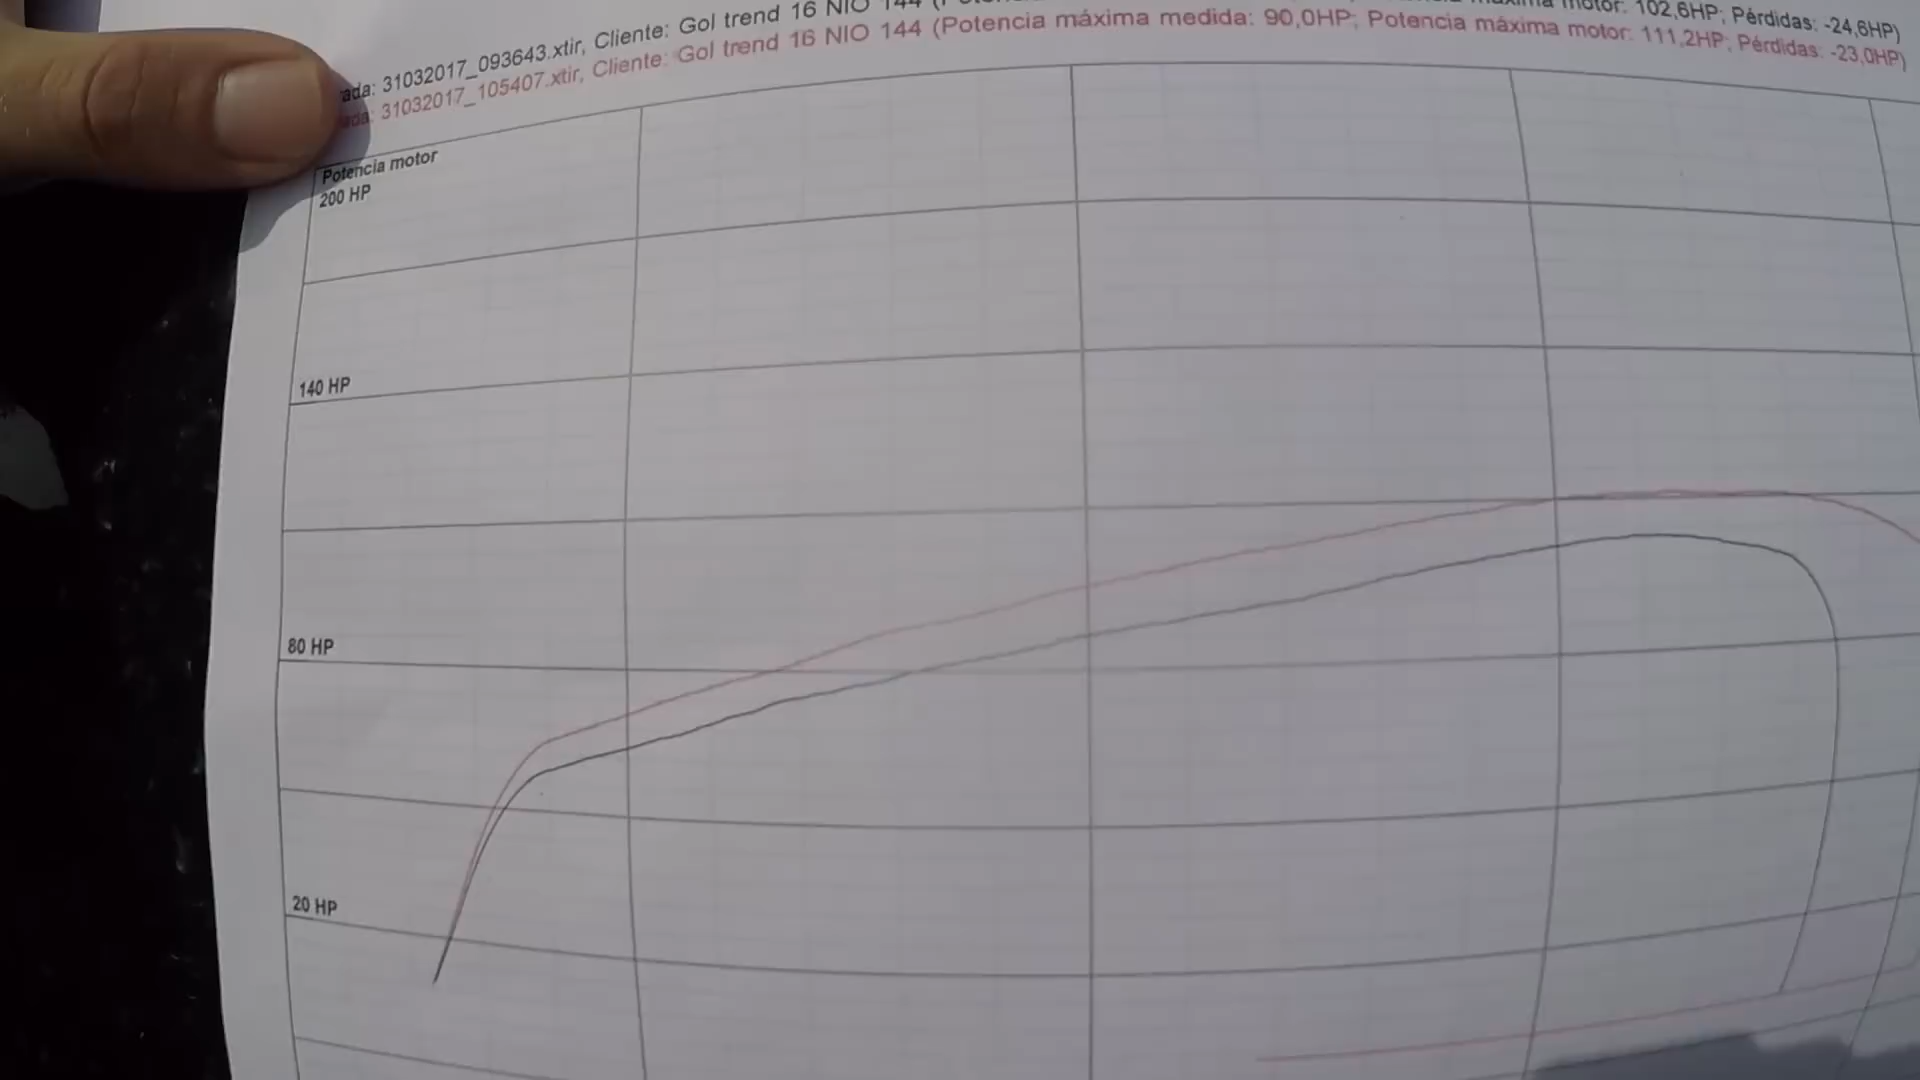 ada: 31032017_093643.xtir, Cliente: Gol trend 16 NIO 144 motor: 102,6HP; Pérdidas: -24,6HP)
ada: 31032017_105407.xtir, Cliente: Gol trend 16 NIO 144 (Potencia máxima medida: 90,0HP; Potencia máxima motor: 111,2HP; Pérdidas: -23,0HP)
Potencia motor
200 HP
140 HP
80 HP
20 HP